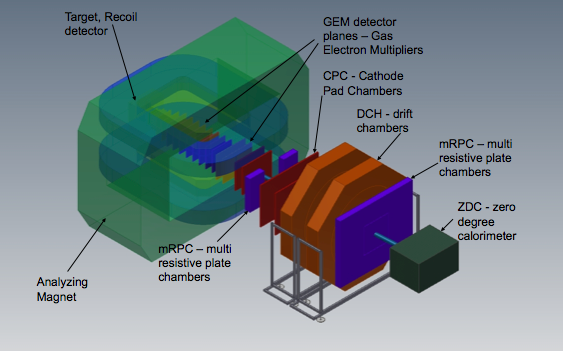 Target, Recoil
detector
GEM detector
planes – Gas
Electron Multipliers
CPC - Cathode
Pad Chambers
DCH - drift
chambers
mRPC – multi
resistive plate
chambers
ZDC - zero
degree
calorimeter
mRPC – multi
resistive plate
chambers
Analyzing
Magnet